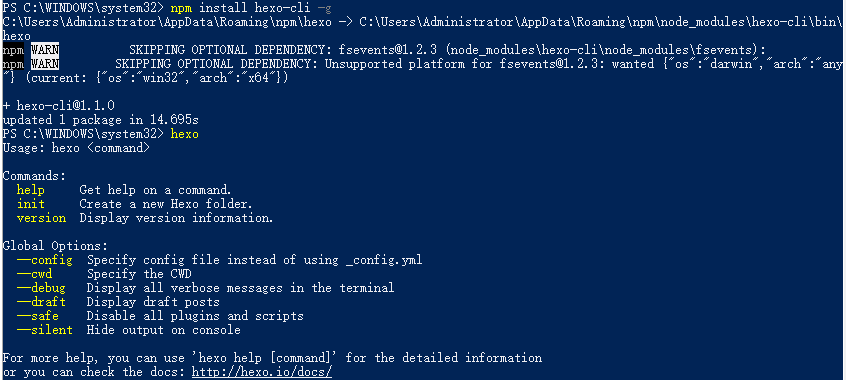 PS C:\WINDOWS\system32> npm install hexo-cli -g
C:\Users\Administrator\AppData\Roaming\npm\hexo -> C:\Users\Administrator\AppData\Roaming\npm\node_modules\hexo-cli\bin\
hexo
npm WARN SKIPPING OPTIONAL DEPENDENCY: fsevents@1.2.3 (node_modules\hexo-cli\node_modules\fsevents):
npm WARN SKIPPING OPTIONAL DEPENDENCY: Unsupported platform for fsevents@1.2.3: wanted {"os":"darwin","arch":"any
"} (current: {"os":"win32","arch":"x64"})
+ hexo-cli@1.1.0
updated 1 package in 14.695s
PS C:\WINDOWS\system32> hexo
Usage: hexo <command>
Commands:
help Get help on a command.
init Create a new Hexo folder.
version Display version information.
Global Options:
--config Specify config file instead of using _config.yml
--cwd Specify the CWD
--debug Display all verbose messages in the terminal
--draft Display draft posts
--safe Disable all plugins and scripts
--silent Hide output on console
For more help, you can use 'hexo help [command]' for the detailed information
or you can check the docs: http://hexo.io/docs/